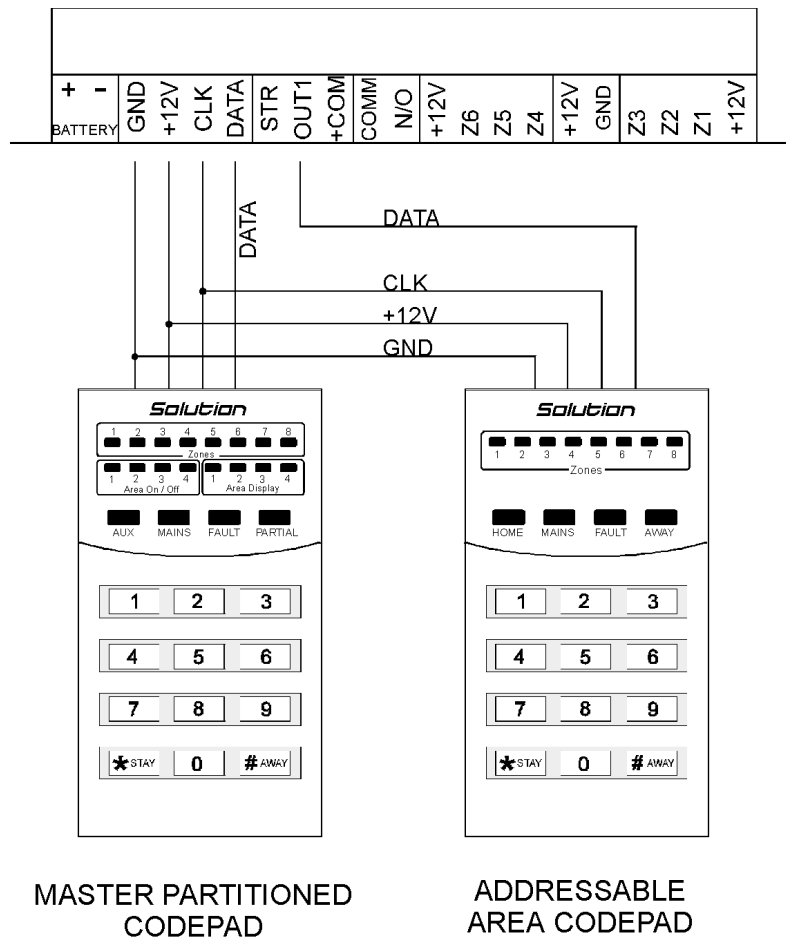 + - GND +12V CLK DATA STR OUT1 +COM COMM N/O +12V Z6 Z5 Z4 +12V GND Z3 Z2 Z1 +12V
BATTERY
DATA
DATA
CLK
+12V
GND
Solution
1 2 3 4 5 6 7 8
Zones
1 2 3 4 1 2 3 4
Area On / Off Area Display
AUX MAINS FAULT PARTIAL
1 2 3
4 5 6
7 8 9
*STAY 0 #AWAY
MASTER PARTITIONED
CODEPAD
Solution
1 2 3 4 5 6 7 8
Zones
HOME MAINS FAULT AWAY
1 2 3
4 5 6
7 8 9
*STAY 0 #AWAY
ADDRESSABLE
AREA CODEPAD